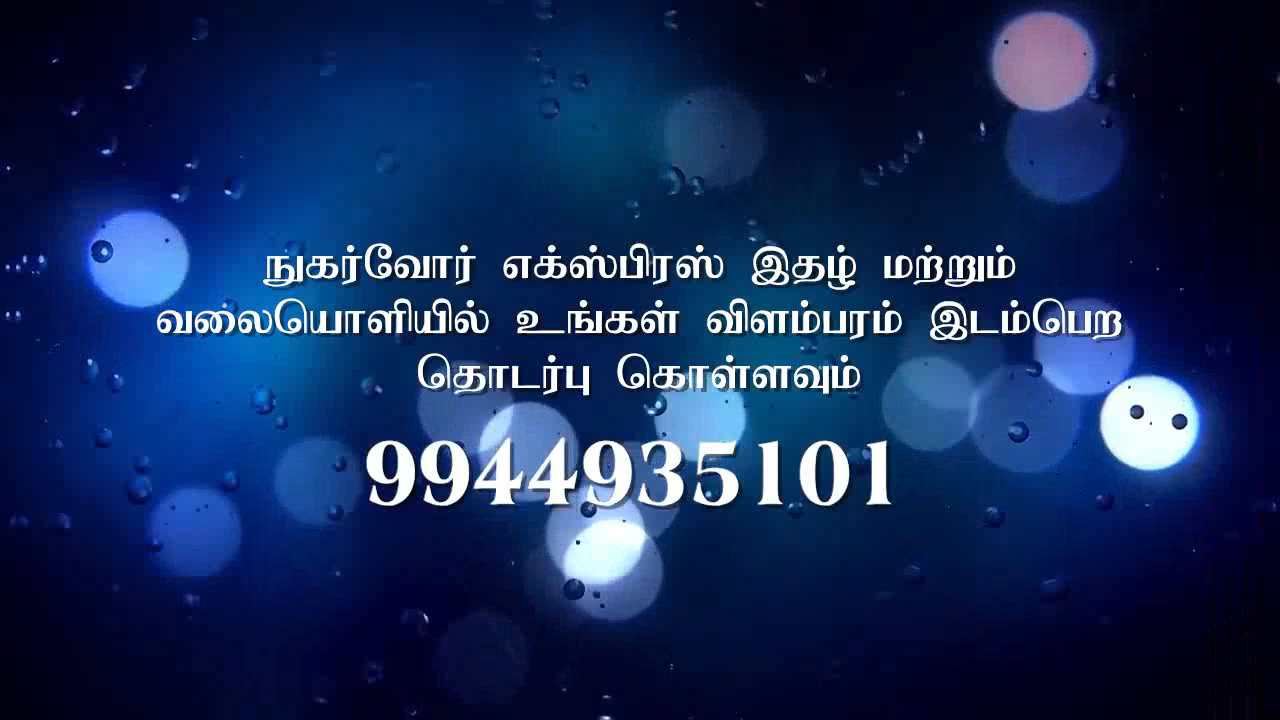 நுகர்வோர் எக்ஸ்பிரஸ் இதழ் மற்றும்
வலையொளியில் உங்கள் விளம்பரம் இடம்பெற
தொடர்பு கொள்ளவும்
9944935101